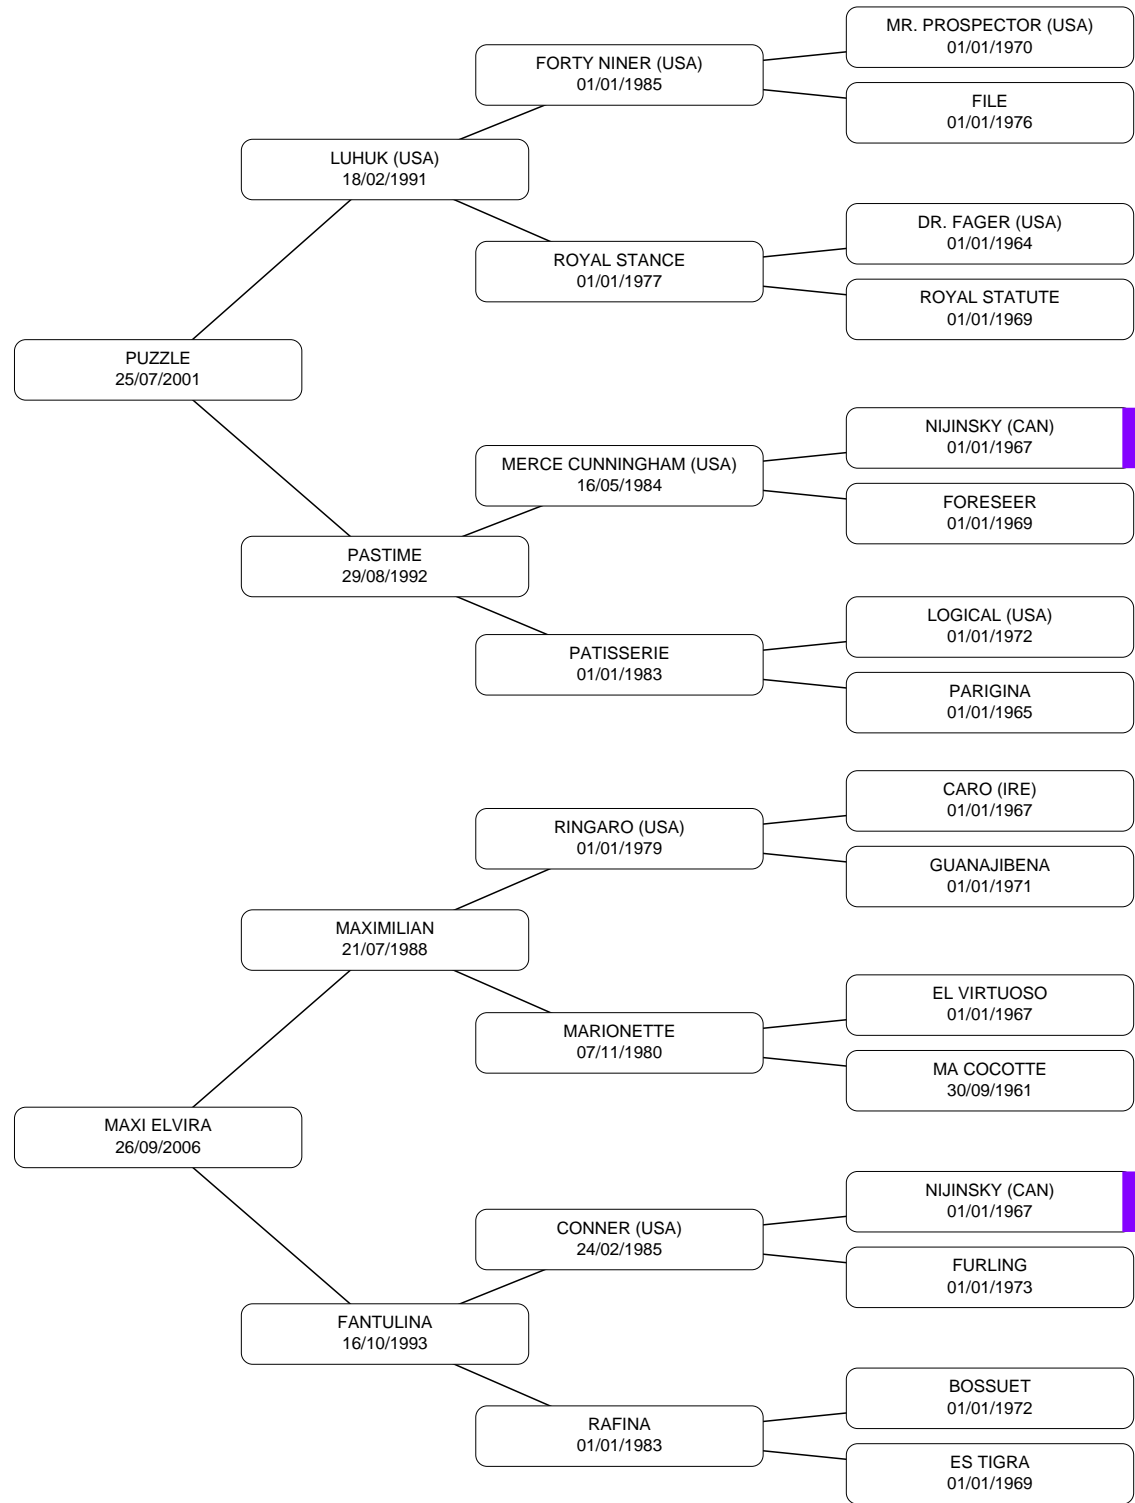 MR. PROSPECTOR (USA)
01/01/1970
FORTY NINER (USA)
01/01/1985
FILE
01/01/1976
LUHUK (USA)
18/02/1991
DR. FAGER (USA)
01/01/1964
ROYAL STANCE
01/01/1977
ROYAL STATUTE
01/01/1969
PUZZLE
25/07/2001
NIJINSKY (CAN)
01/01/1967
MERCE CUNNINGHAM (USA)
16/05/1984
FORESEER
01/01/1969
PASTIME
29/08/1992
LOGICAL (USA)
01/01/1972
PATISSERIE
01/01/1983
PARIGINA
01/01/1965
CARO (IRE)
01/01/1967
RINGARO (USA)
01/01/1979
GUANAJIBENA
01/01/1971
MAXIMILIAN
21/07/1988
EL VIRTUOSO
01/01/1967
MARIONETTE
07/11/1980
MA COCOTTE
30/09/1961
MAXI ELVIRA
26/09/2006
NIJINSKY (CAN)
01/01/1967
CONNER (USA)
24/02/1985
FURLING
01/01/1973
FANTULINA
16/10/1993
BOSSUET
01/01/1972
RAFINA
01/01/1983
ES TIGRA
01/01/1969